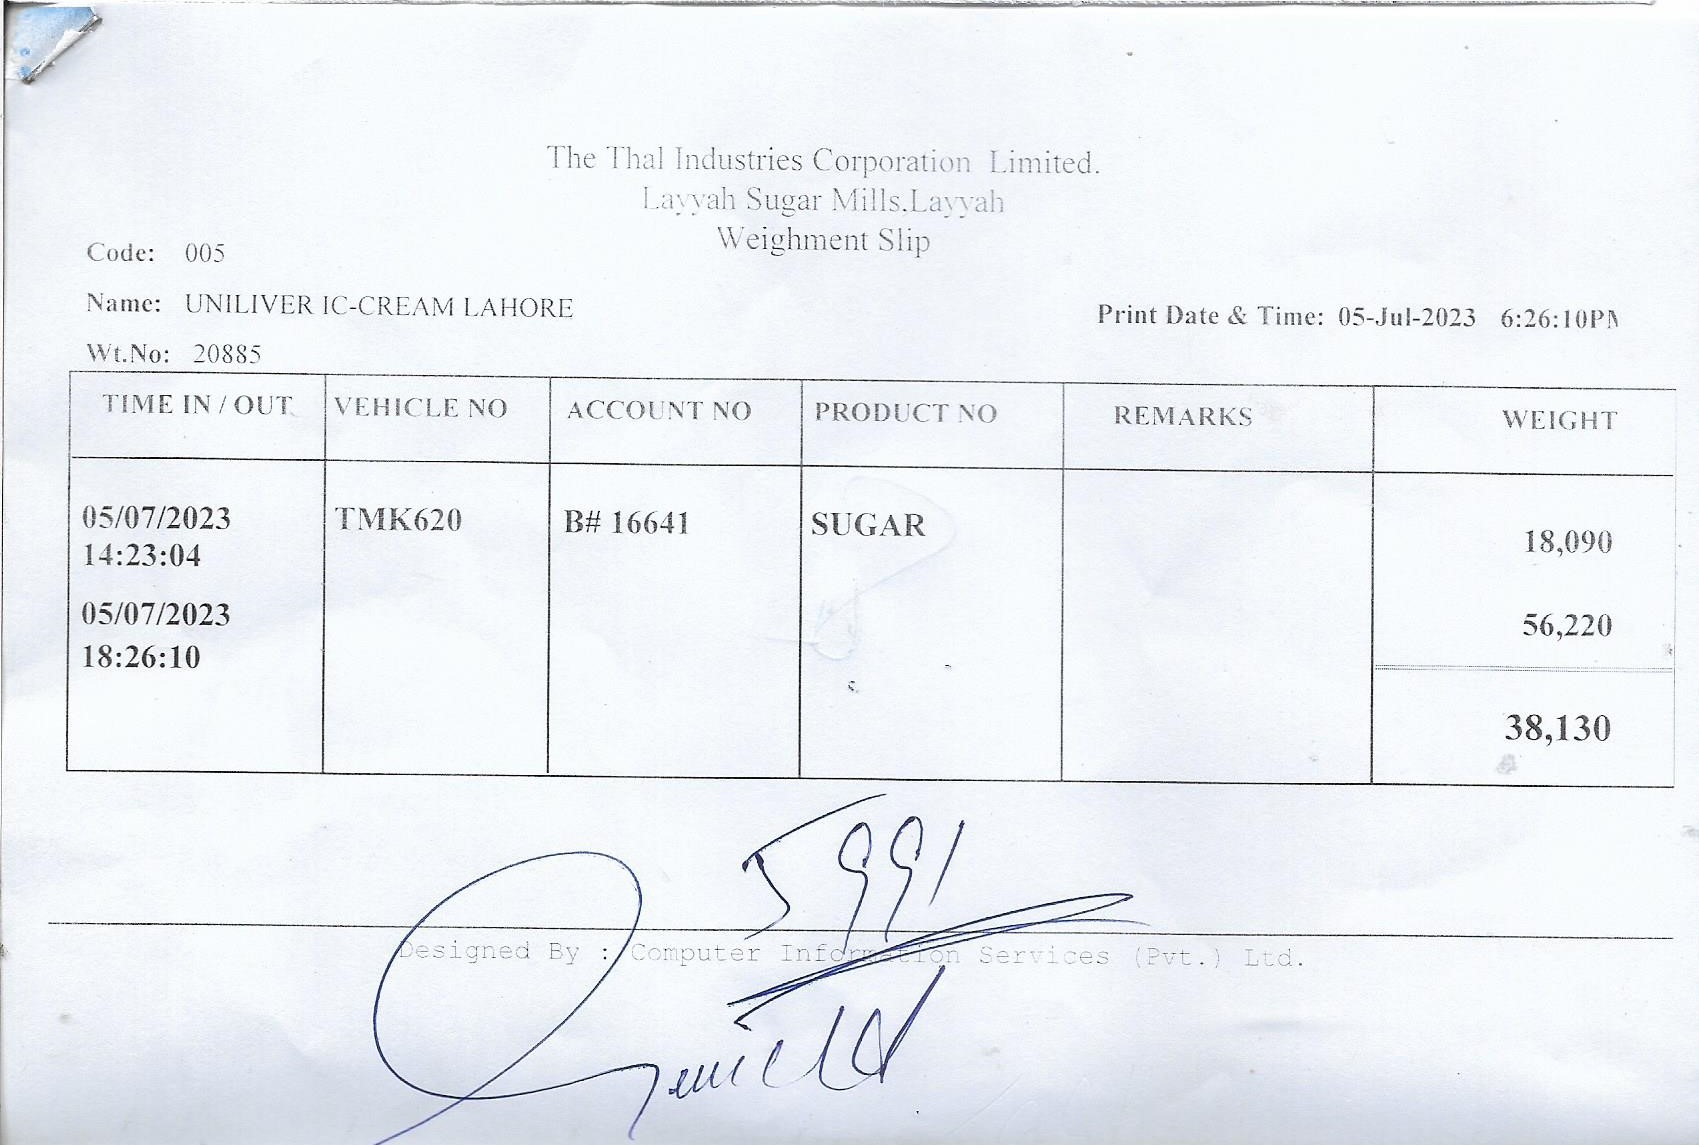 The Thal Industries Corporation Limited.
Layyah Sugar Mills.Layyah
Weighment Slip
Code: 005
Name: UNILIVER IC-CREAM LAHORE
Print Date & Time: 05-Jul-2023 6:26:10PM
Wt.No: 20885
TIME IN / OUT VEHICLE NO ACCOUNT NO PRODUCT NO REMARKS WEIGHT
05/07/2023 TMK620 B# 16641 SUGAR 18,090
14:23:04
05/07/2023 56,220
18:26:10
38,130
5991
Designed By : Computer Information Services (Pvt.) Ltd.